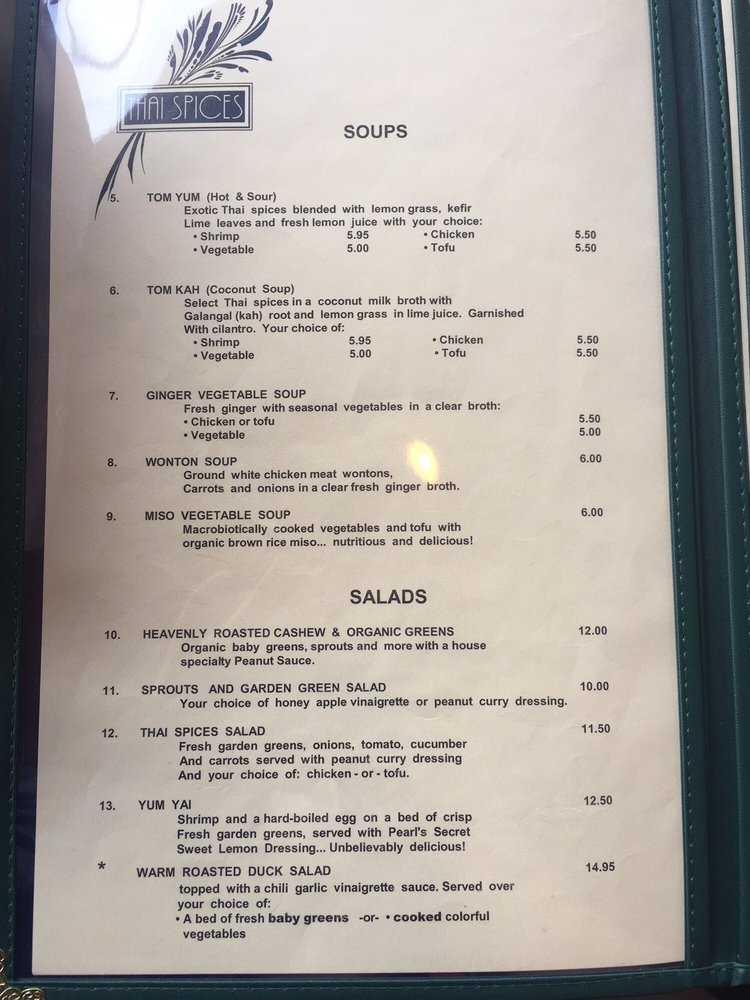 THAI SPICES
SOUPS
5. TOM YUM (Hot & Sour)
Exotic Thai spices blended with lemon grass, kefir
Lime leaves and fresh lemon juice with your choice:
• Shrimp 5.95 • Chicken 5.50
• Vegetable 5.00 • Tofu 5.50
6. TOM KAH (Coconut Soup)
Select Thai spices in a coconut milk broth with
Galangal (kah) root and lemon grass in lime juice. Garnished
With cilantro. Your choice of:
• Shrimp 5.95 • Chicken 5.50
• Vegetable 5.00 • Tofu 5.50
7. GINGER VEGETABLE SOUP
Fresh ginger with seasonal vegetables in a clear broth:
• Chicken or tofu 5.50
• Vegetable 5.00
8. WONTON SOUP 6.00
Ground white chicken meat wontons,
Carrots and onions in a clear fresh ginger broth.
9. MISO VEGETABLE SOUP 6.00
Macrobiotically cooked vegetables and tofu with
organic brown rice miso... nutritious and delicious!
SALADS
10. HEAVENLY ROASTED CASHEW & ORGANIC GREENS 12.00
Organic baby greens, sprouts and more with a house
specialty Peanut Sauce.
11. SPROUTS AND GARDEN GREEN SALAD 10.00
Your choice of honey apple vinaigrette or peanut curry dressing.
12. THAI SPICES SALAD 11.50
Fresh garden greens, onions, tomato, cucumber
And carrots served with peanut curry dressing
And your choice of: chicken - or - tofu.
13. YUM YAI 12.50
Shrimp and a hard-boiled egg on a bed of crisp
Fresh garden greens, served with Pearl's Secret
Sweet Lemon Dressing... Unbelievably delicious!
* WARM ROASTED DUCK SALAD 14.95
topped with a chili garlic vinaigrette sauce. Served over
your choice of:
• A bed of fresh baby greens -or- • cooked colorful
vegetables